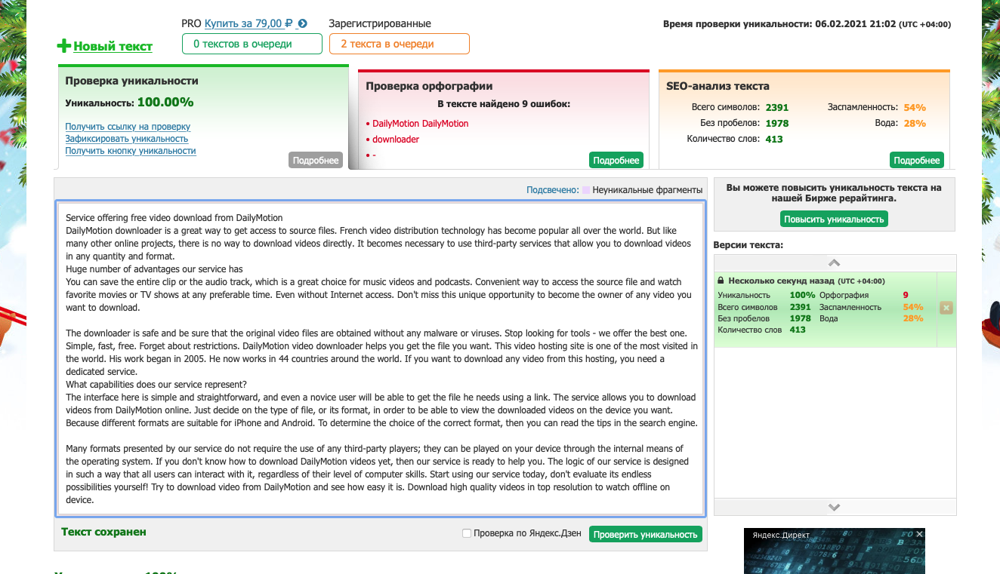 PRO Купить за 79,00 ₽
Зарегистрированные
Время проверки уникальности: 06.02.2021 21:02 (UTC +04:00)
Новый текст
0 текстов в очереди
2 текста в очереди
Проверка уникальности
Уникальность: 100.00%
Получить ссылку на проверку
Зафиксировать уникальность
Получить кнопку уникальности
Подробнее
Проверка орфографии
В тексте найдено 9 ошибок:
• DailyMotion DailyMotion
• downloader
• -
Подробнее
SEO-анализ текста
Всего символов: 2391 Заспамленность: 54%
Без пробелов: 1978 Вода: 28%
Количество слов: 413
Подробнее
Подсвечено: Неуникальные фрагменты
Service offering free video download from DailyMotion
DailyMotion downloader is a great way to get access to source files. French video distribution technology has become popular all over the world. But like
many other online projects, there is no way to download videos directly. It becomes necessary to use third-party services that allow you to download videos
in any quantity and format.
Huge number of advantages our service has
You can save the entire clip or the audio track, which is a great choice for music videos and podcasts. Convenient way to access the source file and watch
favorite movies or TV shows at any preferable time. Even without Internet access. Don't miss this unique opportunity to become the owner of any video you
want to download.
The downloader is safe and be sure that the original video files are obtained without any malware or viruses. Stop looking for tools - we offer the best one.
Simple, fast, free. Forget about restrictions. DailyMotion video downloader helps you get the file you want. This video hosting site is one of the most visited in
the world. His work began in 2005. He now works in 44 countries around the world. If you want to download any video from this hosting, you need a
dedicated service.
What capabilities does our service represent?
The interface here is simple and straightforward, and even a novice user will be able to get the file he needs using a link. The service allows you to download
videos from DailyMotion online. Just decide on the type of file, or its format, in order to be able to view the downloaded videos on the device you want.
Because different formats are suitable for iPhone and Android. To determine the choice of the correct format, then you can read the tips in the search engine.
Many formats presented by our service do not require the use of any third-party players; they can be played on your device through the internal means of
the operating system. If you don't know how to download DailyMotion videos yet, then our service is ready to help you. The logic of our service is designed
in such a way that all users can interact with it, regardless of their level of computer skills. Start using our service today, don't evaluate its endless
possibilities yourself! Try to download video from DailyMotion and see how easy it is. Download high quality videos in top resolution to watch offline on
device.
Текст сохранен
Проверка по Яндекс.Дзен
Проверить уникальность
Вы можете повысить уникальность текста на
нашей Бирже рерайтинга.
Повысить уникальность
Версии текста:
Несколько секунд назад (UTC +04:00)
Уникальность 100% Орфография 9
Всего символов 2391 Заспамленность 54%
Без пробелов 1978 Вода 28%
Количество слов 413
Яндекс.Директ